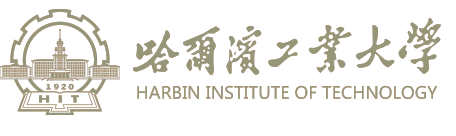 哈爾濱工業大學
HARBIN INSTITUTE OF TECHNOLOGY
1920
HIT